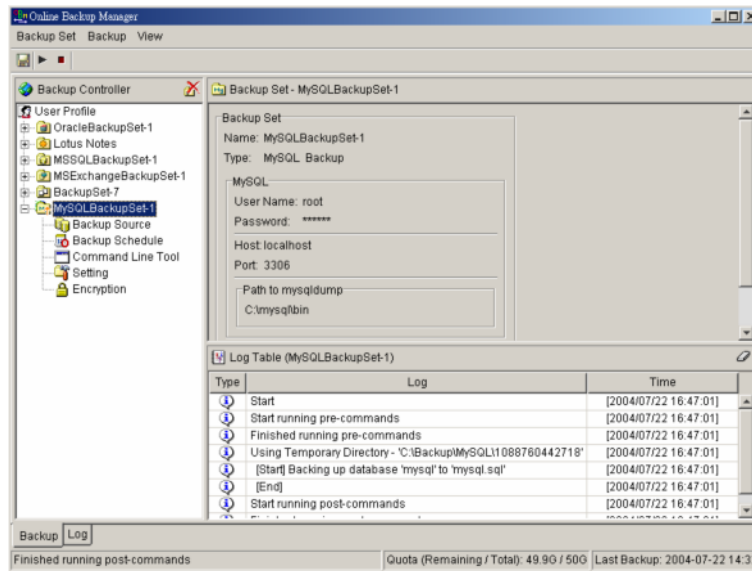 Online Backup Manager
Backup Set Backup View
Backup Controller
User Profile
OracleBackupSet-1
Lotus Notes
MSSQLBackupSet-1
MSExchangeBackupSet-1
BackupSet-7
MySQLBackupSet-1
Backup Source
Backup Schedule
Command Line Tool
Setting
Encryption
Backup Set - MySQLBackupSet-1
Backup Set
Name: MySQLBackupSet-1
Type: MySQL Backup
MySQL
User Name: root
Password: ******
Host: localhost
Port: 3306
Path to mysqldump
C:\mysql\bin
Log Table (MySQLBackupSet-1)
Type Log Time
Start [2004/07/22 16:47:01]
Start running pre-commands [2004/07/22 16:47:01]
Finished running pre-commands [2004/07/22 16:47:01]
Using Temporary Directory - 'C:\Backup\MySQL\1088760442718' [2004/07/22 16:47:01]
[Start] Backing up database 'mysql' to 'mysql.sql' [2004/07/22 16:47:01]
[End] [2004/07/22 16:47:01]
Start running post-commands [2004/07/22 16:47:01]
Backup Log
Finished running post-commands Quota (Remaining / Total): 49.9G / 50G Last Backup: 2004-07-22 14:3